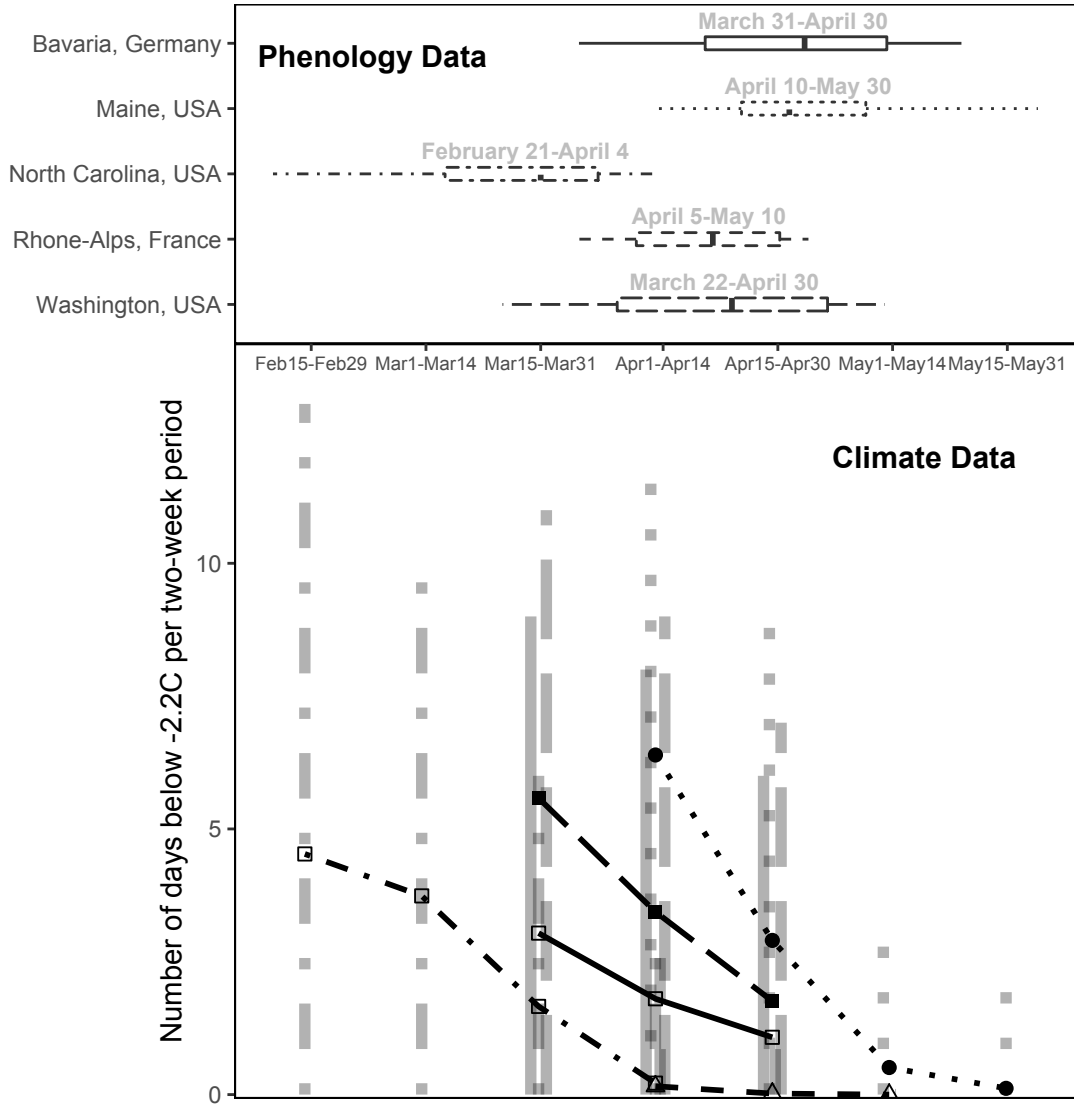 Phenology Data
Bavaria, Germany
March 31-April 30
Maine, USA
April 10-May 30
North Carolina, USA
February 21-April 4
Rhone-Alps, France
April 5-May 10
Washington, USA
March 22-April 30
Feb15-Feb29 Mar1-Mar14 Mar15-Mar31 Apr1-Apr14 Apr15-Apr30 May1-May14 May15-May31
Climate Data
Number of days below -2.2C per two-week period
10
5
0